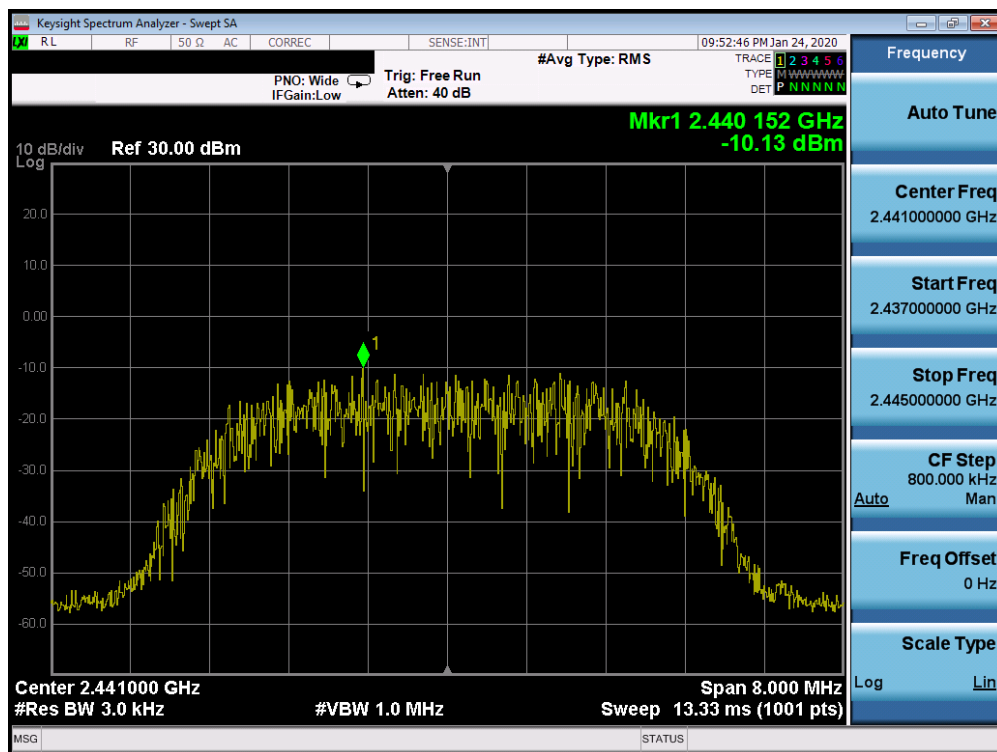 Keysight Spectrum Analyzer - Swept SA
LXI RL RF 50 Ω AC CORREC SENSE:INT 09:52:46 PM Jan 24, 2020
#Avg Type: RMS
TRACE 1 2 3 4 5 6
TYPE M W W W W W
DET P N N N N N
PNO: Wide
IFGain:Low
Trig: Free Run
Atten: 40 dB
Mkr1 2.440 152 GHz
-10.13 dBm
10 dB/div
Log
Ref 30.00 dBm
20.0
10.0
0.00
-10.0
-20.0
-30.0
-40.0
-50.0
-60.0
1
Center 2.441000 GHz
Span 8.000 MHz
#Res BW 3.0 kHz
#VBW 1.0 MHz
Sweep 13.33 ms (1001 pts)
MSG
STATUS
Frequency
Auto Tune
Center Freq
2.441000000 GHz
Start Freq
2.437000000 GHz
Stop Freq
2.445000000 GHz
CF Step
800.000 kHz
Auto Man
Freq Offset
0 Hz
Scale Type
Log Lin